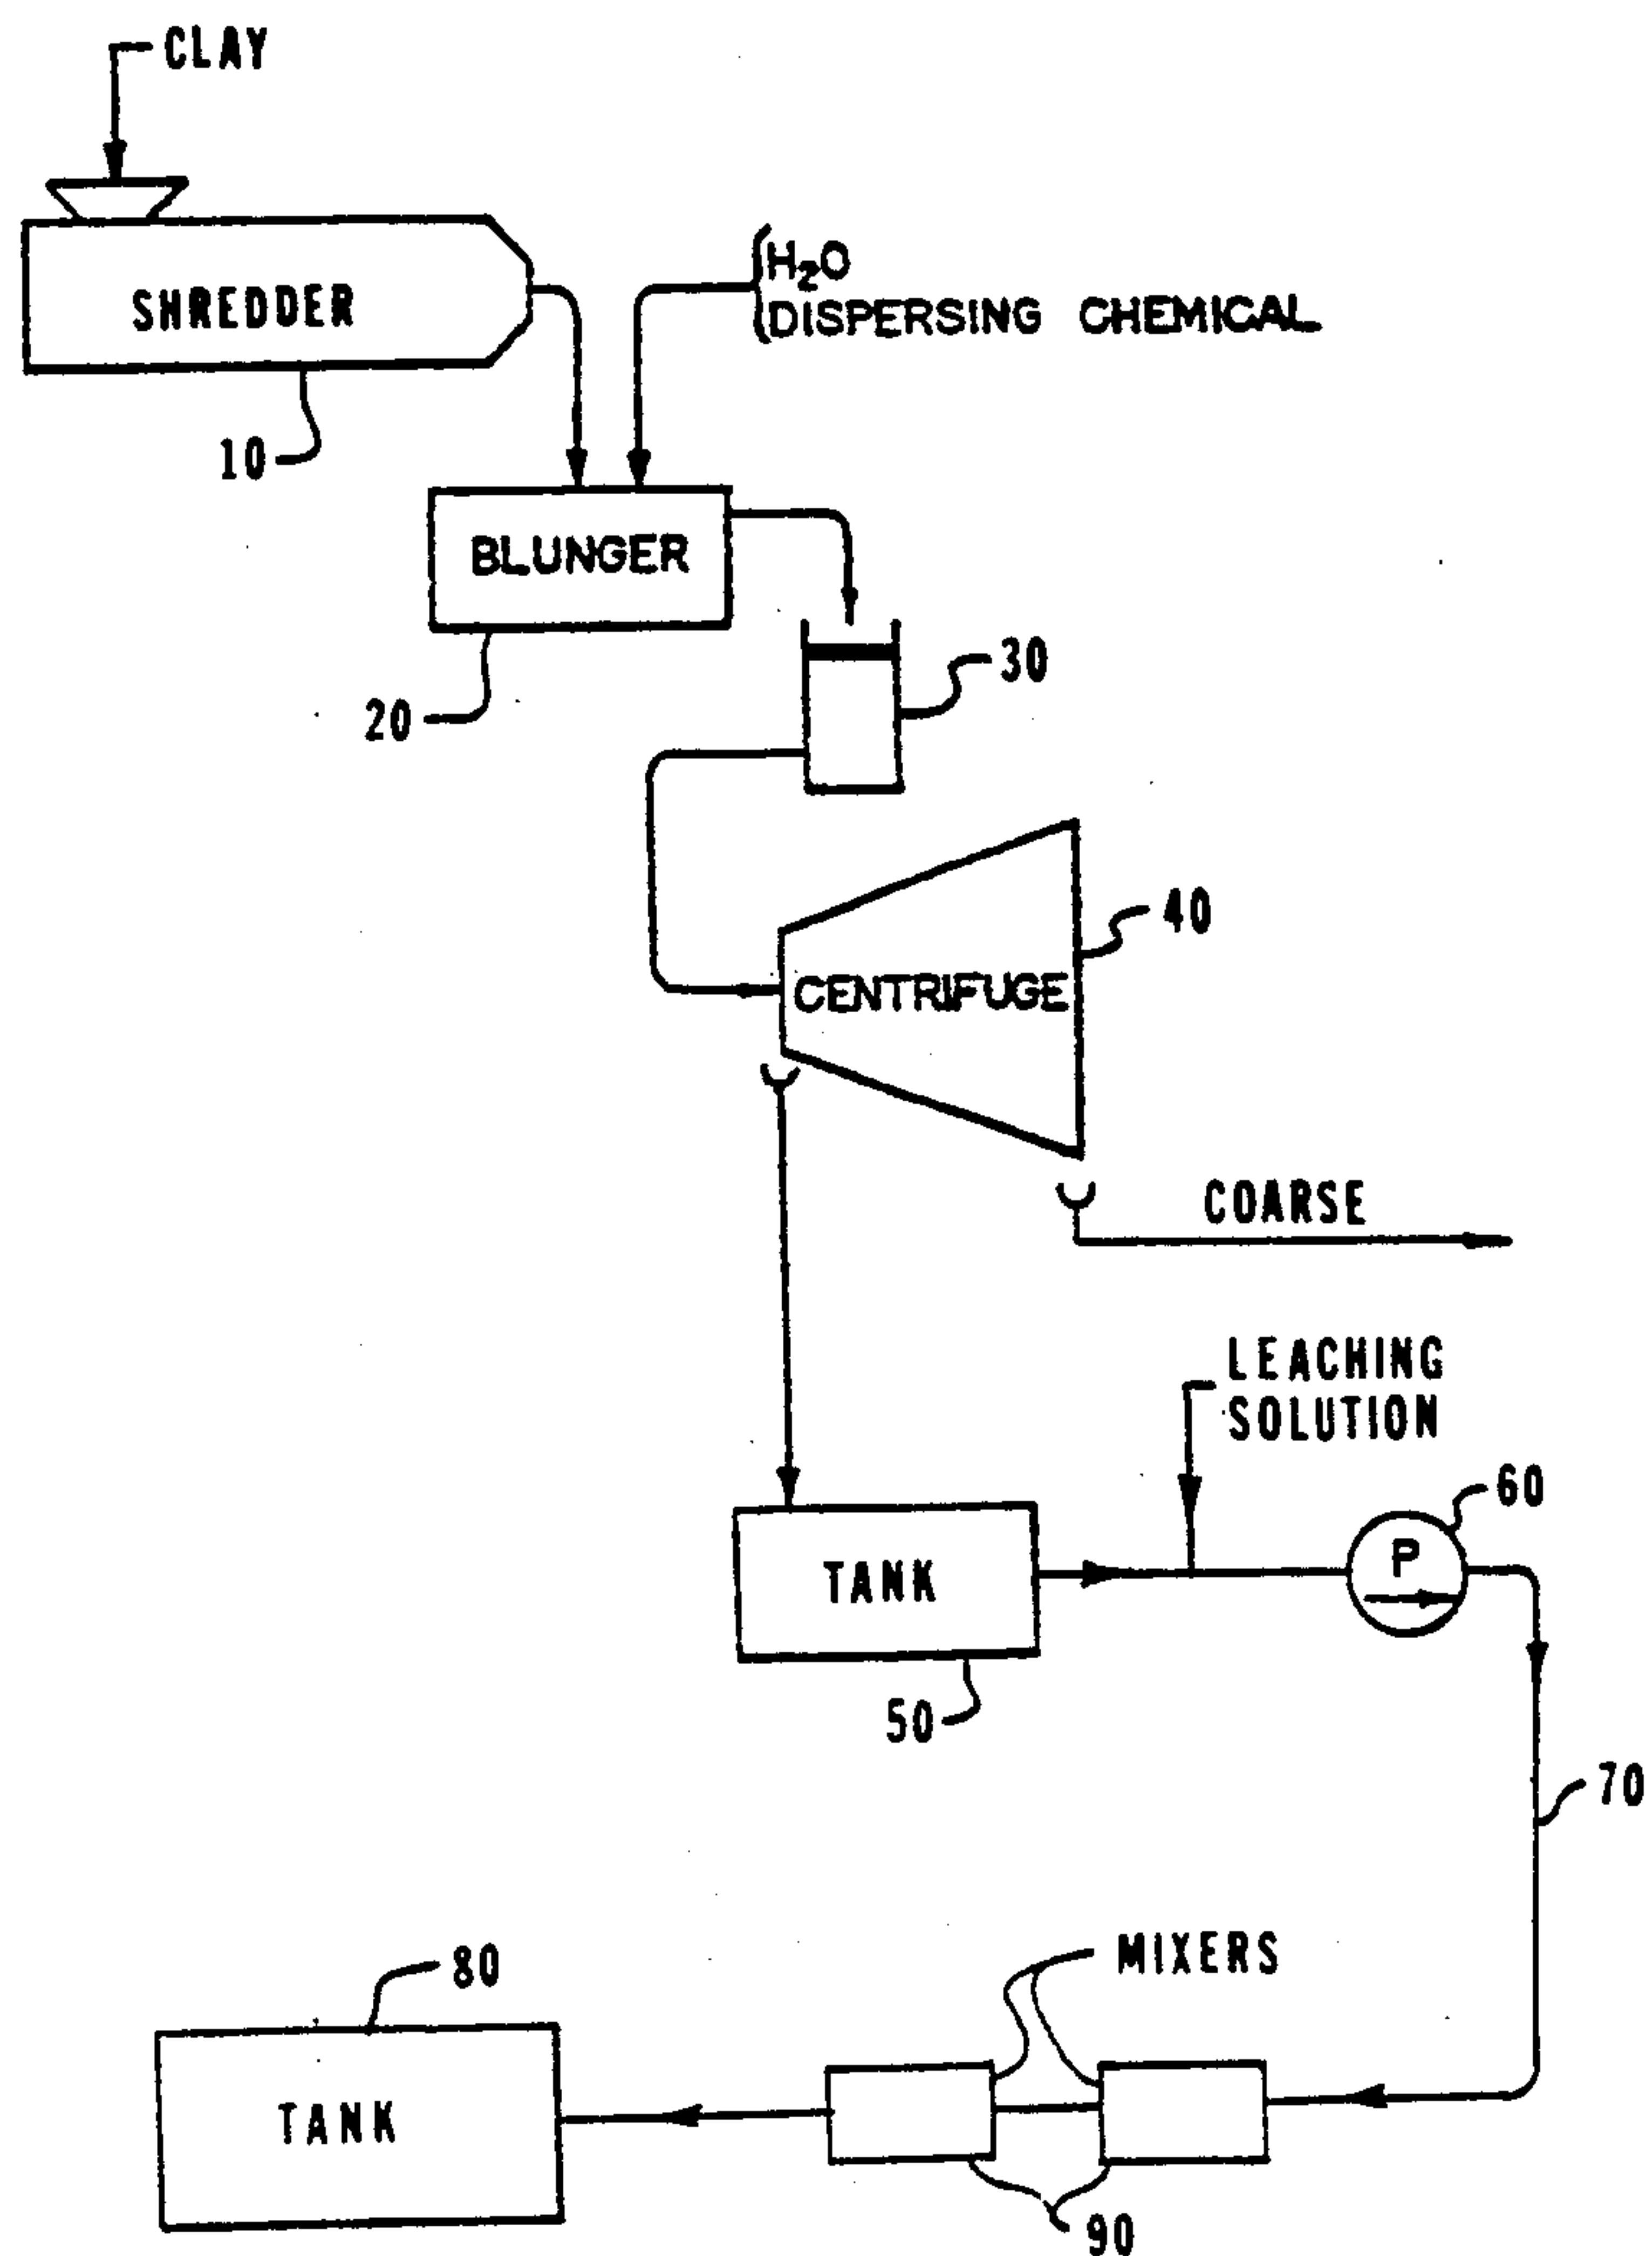 CLAY
SHREDDER
H₂O
DISPERSING CHEMICAL
10
BLUNGER
20
30
40
CENTRIFUGE
COARSE
LEACHING
SOLUTION
60
P
TANK
50
70
MIXERS
80
TANK
90